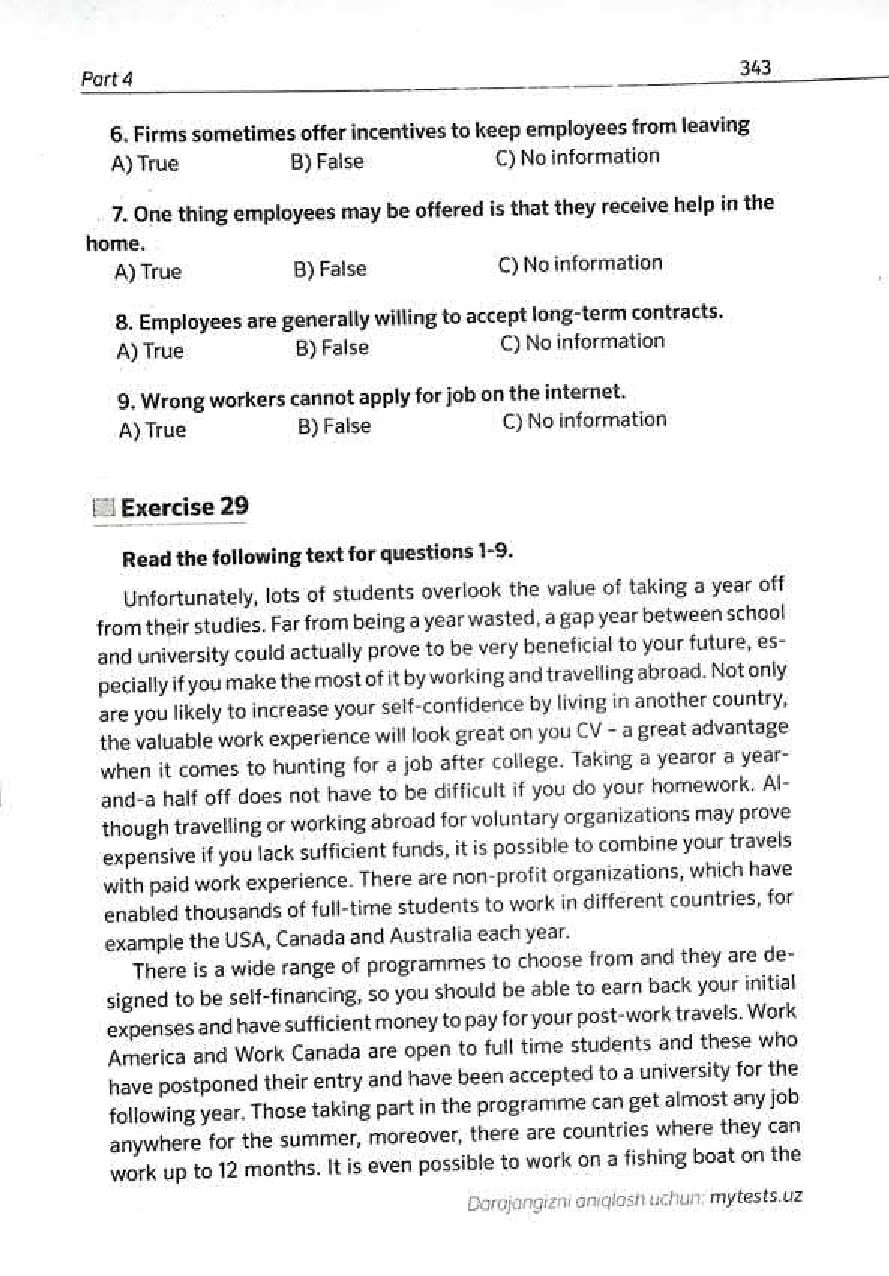 Part 4
343
6. Firms sometimes offer incentives to keep employees from leaving
A) True B) False C) No information
7. One thing employees may be offered is that they receive help in the
home.
A) True B) False C) No information
8. Employees are generally willing to accept long-term contracts.
A) True B) False C) No information
9. Wrong workers cannot apply for job on the internet.
A) True B) False C) No information
Exercise 29
Read the following text for questions 1-9.
Unfortunately, lots of students overlook the value of taking a year off
from their studies. Far from being a year wasted, a gap year between school
and university could actually prove to be very beneficial to your future, es-
pecially if you make the most of it by working and travelling abroad. Not only
are you likely to increase your self-confidence by living in another country,
the valuable work experience will look great on you CV – a great advantage
when it comes to hunting for a job after college. Taking a yearor a year-
and-a half off does not have to be difficult if you do your homework. Al-
though travelling or working abroad for voluntary organizations may prove
expensive if you lack sufficient funds, it is possible to combine your travels
with paid work experience. There are non-profit organizations, which have
enabled thousands of full-time students to work in different countries, for
example the USA, Canada and Australia each year.
There is a wide range of programmes to choose from and they are de-
signed to be self-financing, so you should be able to earn back your initial
expenses and have sufficient money to pay for your post-work travels. Work
America and Work Canada are open to full time students and these who
have postponed their entry and have been accepted to a university for the
following year. Those taking part in the programme can get almost any job
anywhere for the summer, moreover, there are countries where they can
work up to 12 months. It is even possible to work on a fishing boat on the
Darajangizni aniqlash uchun: mytests.uz